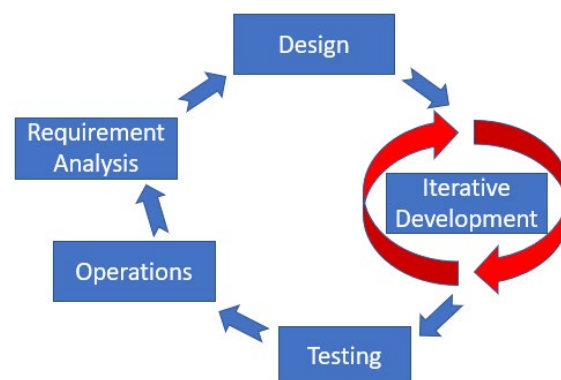 Design
Requirement
Analysis
Iterative
Development
Operations
Testing